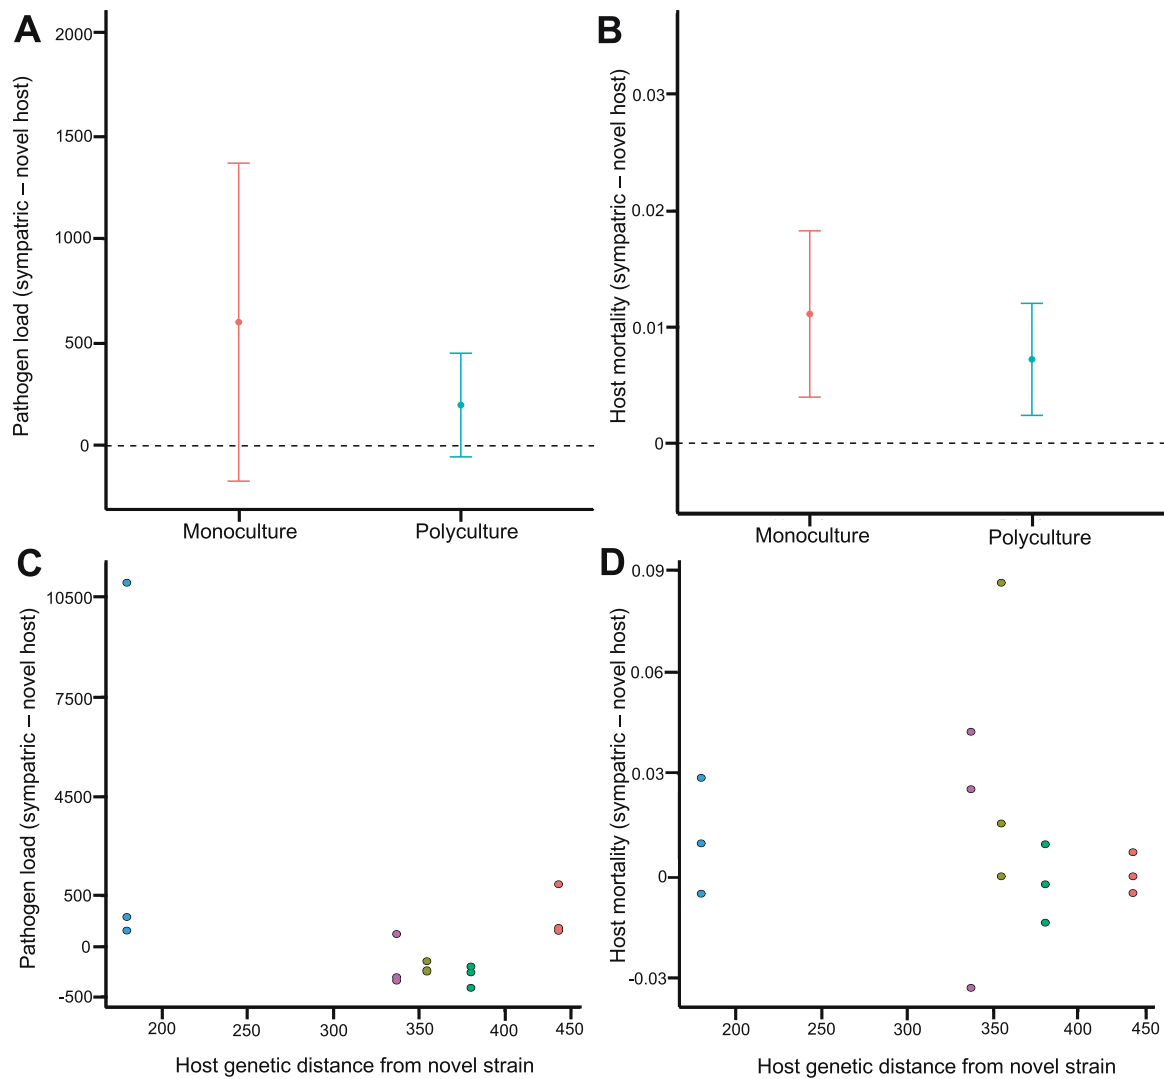 A
Pathogen load (sympatric – novel host)
2000
1500
1000
500
0
Monoculture
Polyculture
B
Host mortality (sympatric – novel host)
0.03
0.02
0.01
0
Monoculture
Polyculture
C
Pathogen load (sympatric – novel host)
10500
7500
4500
500
0
-500
200
250
300
350
400
450
Host genetic distance from novel strain
D
Host mortality (sympatric – novel host)
0.09
0.06
0.03
0
-0.03
200
250
300
350
400
450
Host genetic distance from novel strain